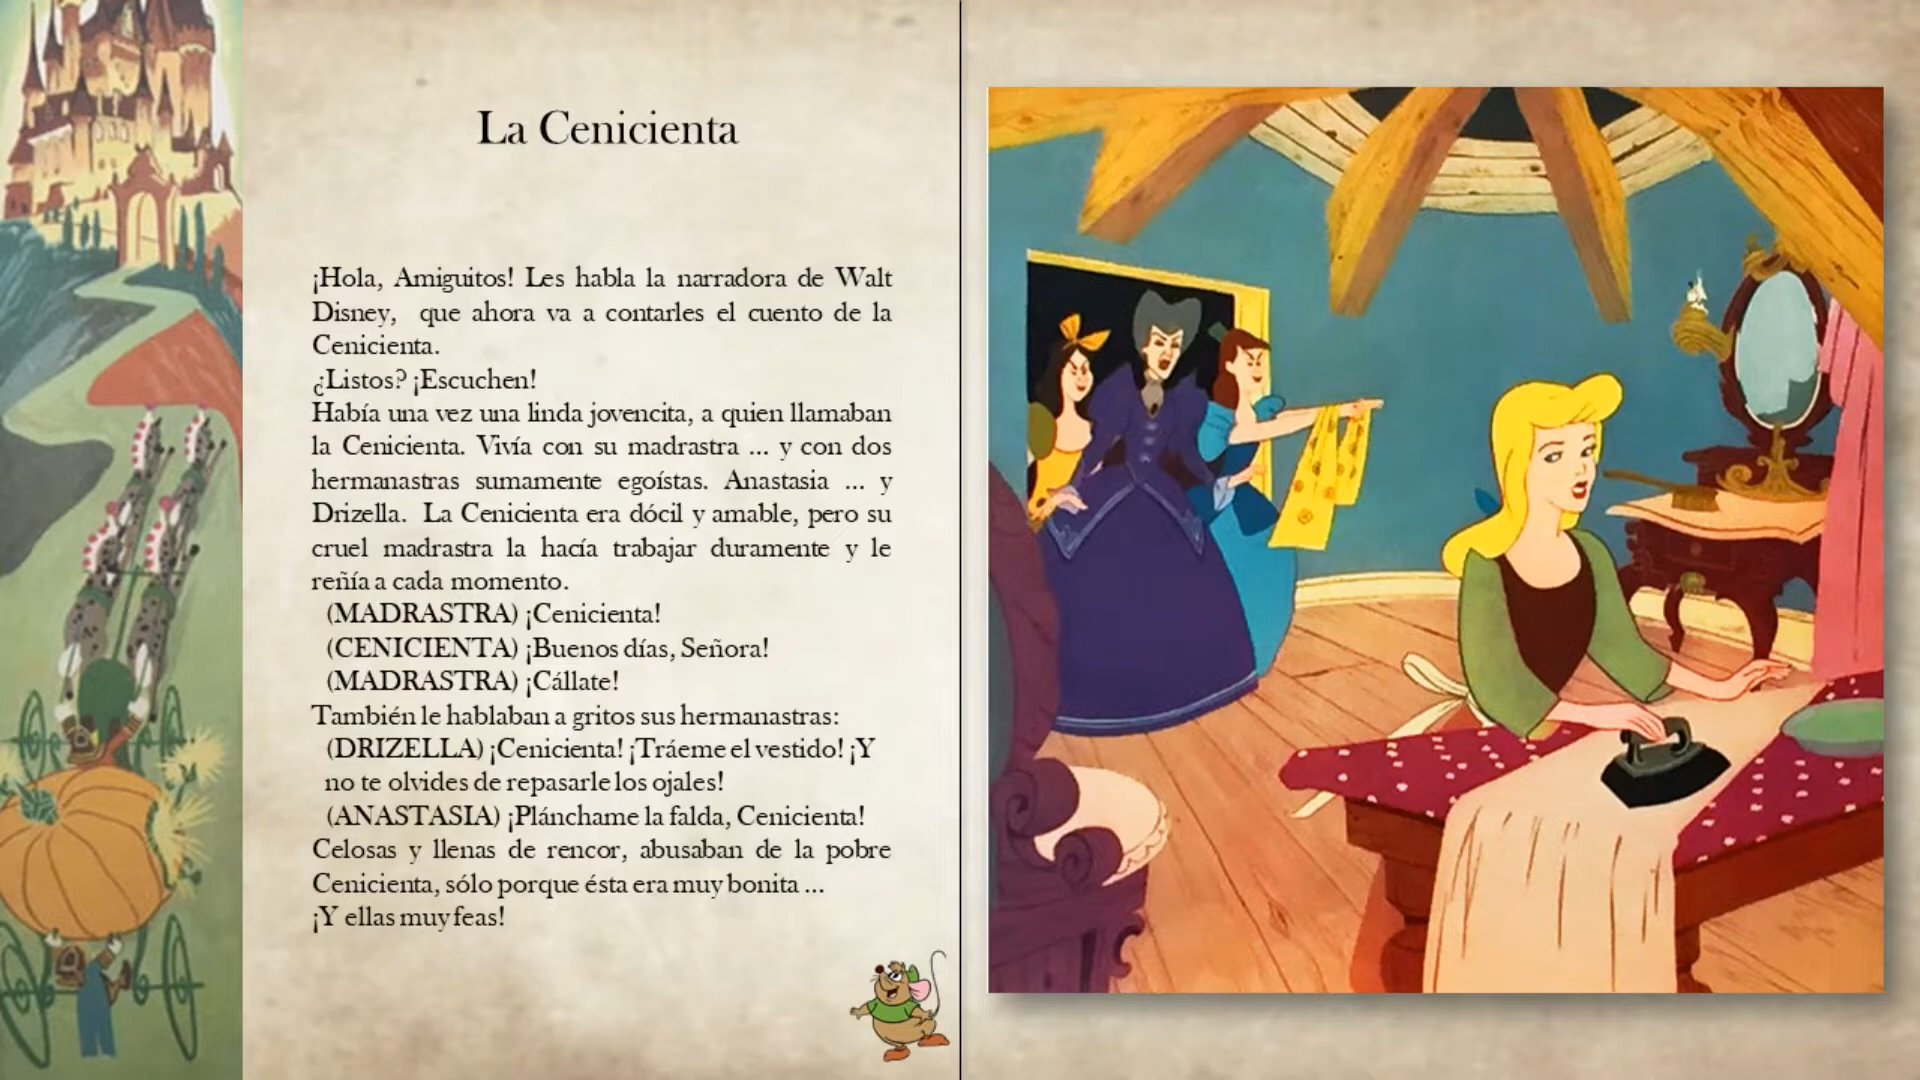 La Cenicienta
¡Hola, Amiguitos! Les habla la narradora de Walt
Disney, que ahora va a contarles el cuento de la
Cenicienta.
¿Listos? ¡Escuchen!
Había una vez una linda jovencita, a quien llamaban
la Cenicienta. Vivía con su madrastra ... y con dos
hermanastras sumamente egoístas. Anastasia ... y
Drizella. La Cenicienta era dócil y amable, pero su
cruel madrastra la hacía trabajar duramente y le
reñía a cada momento.
(MADRASTRA) ¡Cenicienta!
(CENICIENTA) ¡Buenos días, Señora!
(MADRASTRA) ¡Cállate!
También le hablaban a gritos sus hermanastras:
(DRIZELLA) ¡Cenicienta! ¡Tráeme el vestido! ¡Y
no te olvides de repasarle los ojales!
(ANASTASIA) ¡Plánchame la falda, Cenicienta!
Celosas y llenas de rencor, abusaban de la pobre
Cenicienta, sólo porque ésta era muy bonita ...
¡Y ellas muy feas!